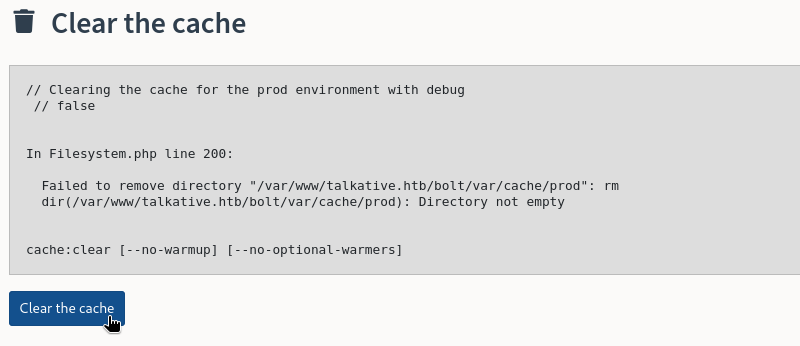 Clear the cache
// Clearing the cache for the prod environment with debug
// false
In Filesystem.php line 200:
Failed to remove directory "/var/www/talkative.htb/bolt/var/cache/prod": rm
dir(/var/www/talkative.htb/bolt/var/cache/prod): Directory not empty
cache:clear [--no-warmup] [--no-optional-warmers]
Clear the cache